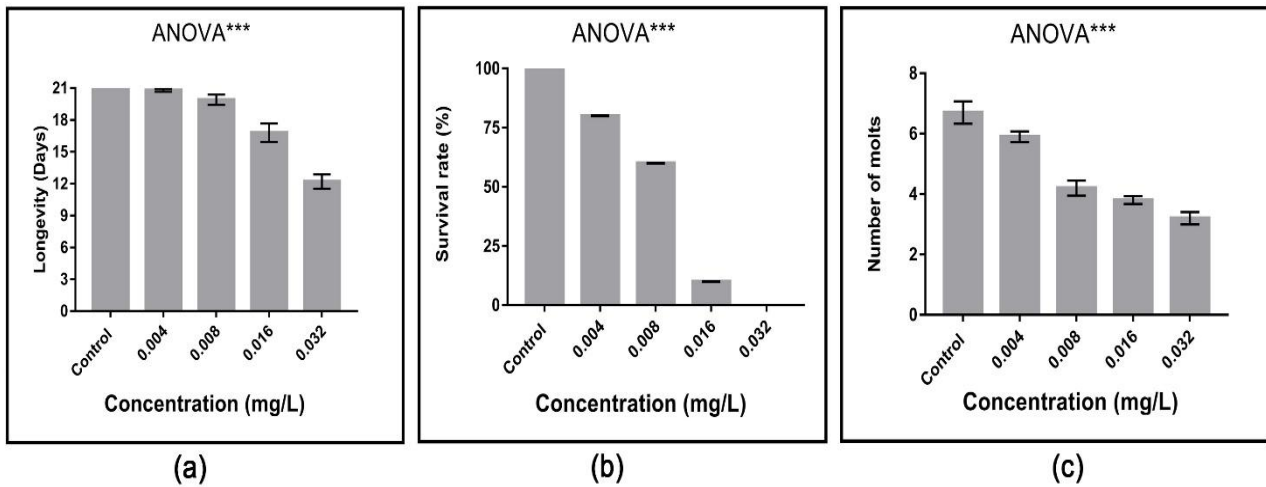 ANOVA***
Longevity (Days)
21
18
15
12
9
6
3
0
Control
0.004
0.008
0.016
0.032
Concentration (mg/L)
(a)
ANOVA***
Survival rate (%)
100
75
50
25
0
Control
0.004
0.008
0.016
0.032
Concentration (mg/L)
(b)
ANOVA***
Number of molts
8
6
4
2
0
Control
0.004
0.008
0.016
0.032
Concentration (mg/L)
(c)